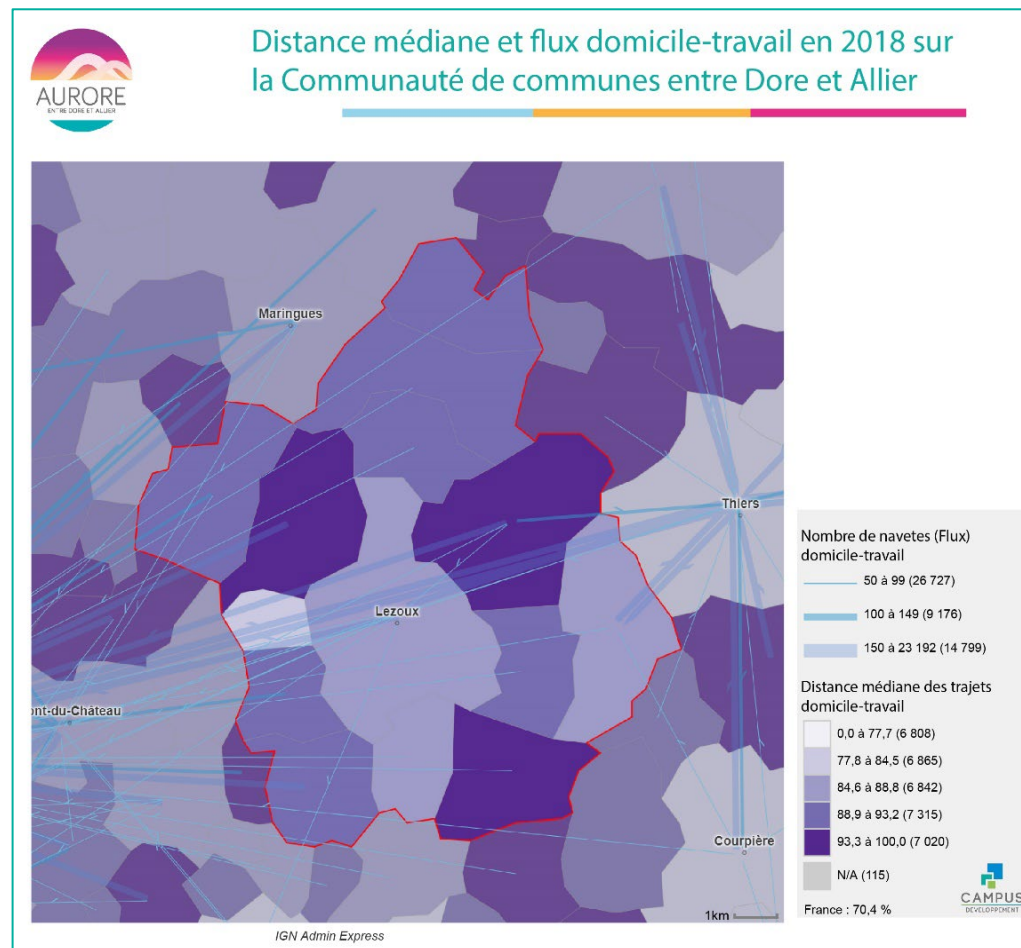 AURORE
ENTRE DORE ET ALLIER
Distance médiane et flux domicile-travail en 2018 sur
la Communauté de communes entre Dore et Allier
Maringues
Thiers
Lezoux
ont-du-Château
Courpière
1km
IGN Admin Express
Nombre de navetes (Flux)
domicile-travail
50 à 99 (26 727)
100 à 149 (9 176)
150 à 23 192 (14 799)
Distance médiane des trajets
domicile-travail
0,0 à 77,7 (6 808)
77,8 à 84,5 (6 865)
84,6 à 88,8 (6 842)
88,9 à 93,2 (7 315)
93,3 à 100,0 (7 020)
N/A (115)
France : 70,4 %
CAMPUS
DEVELOPPEMENT